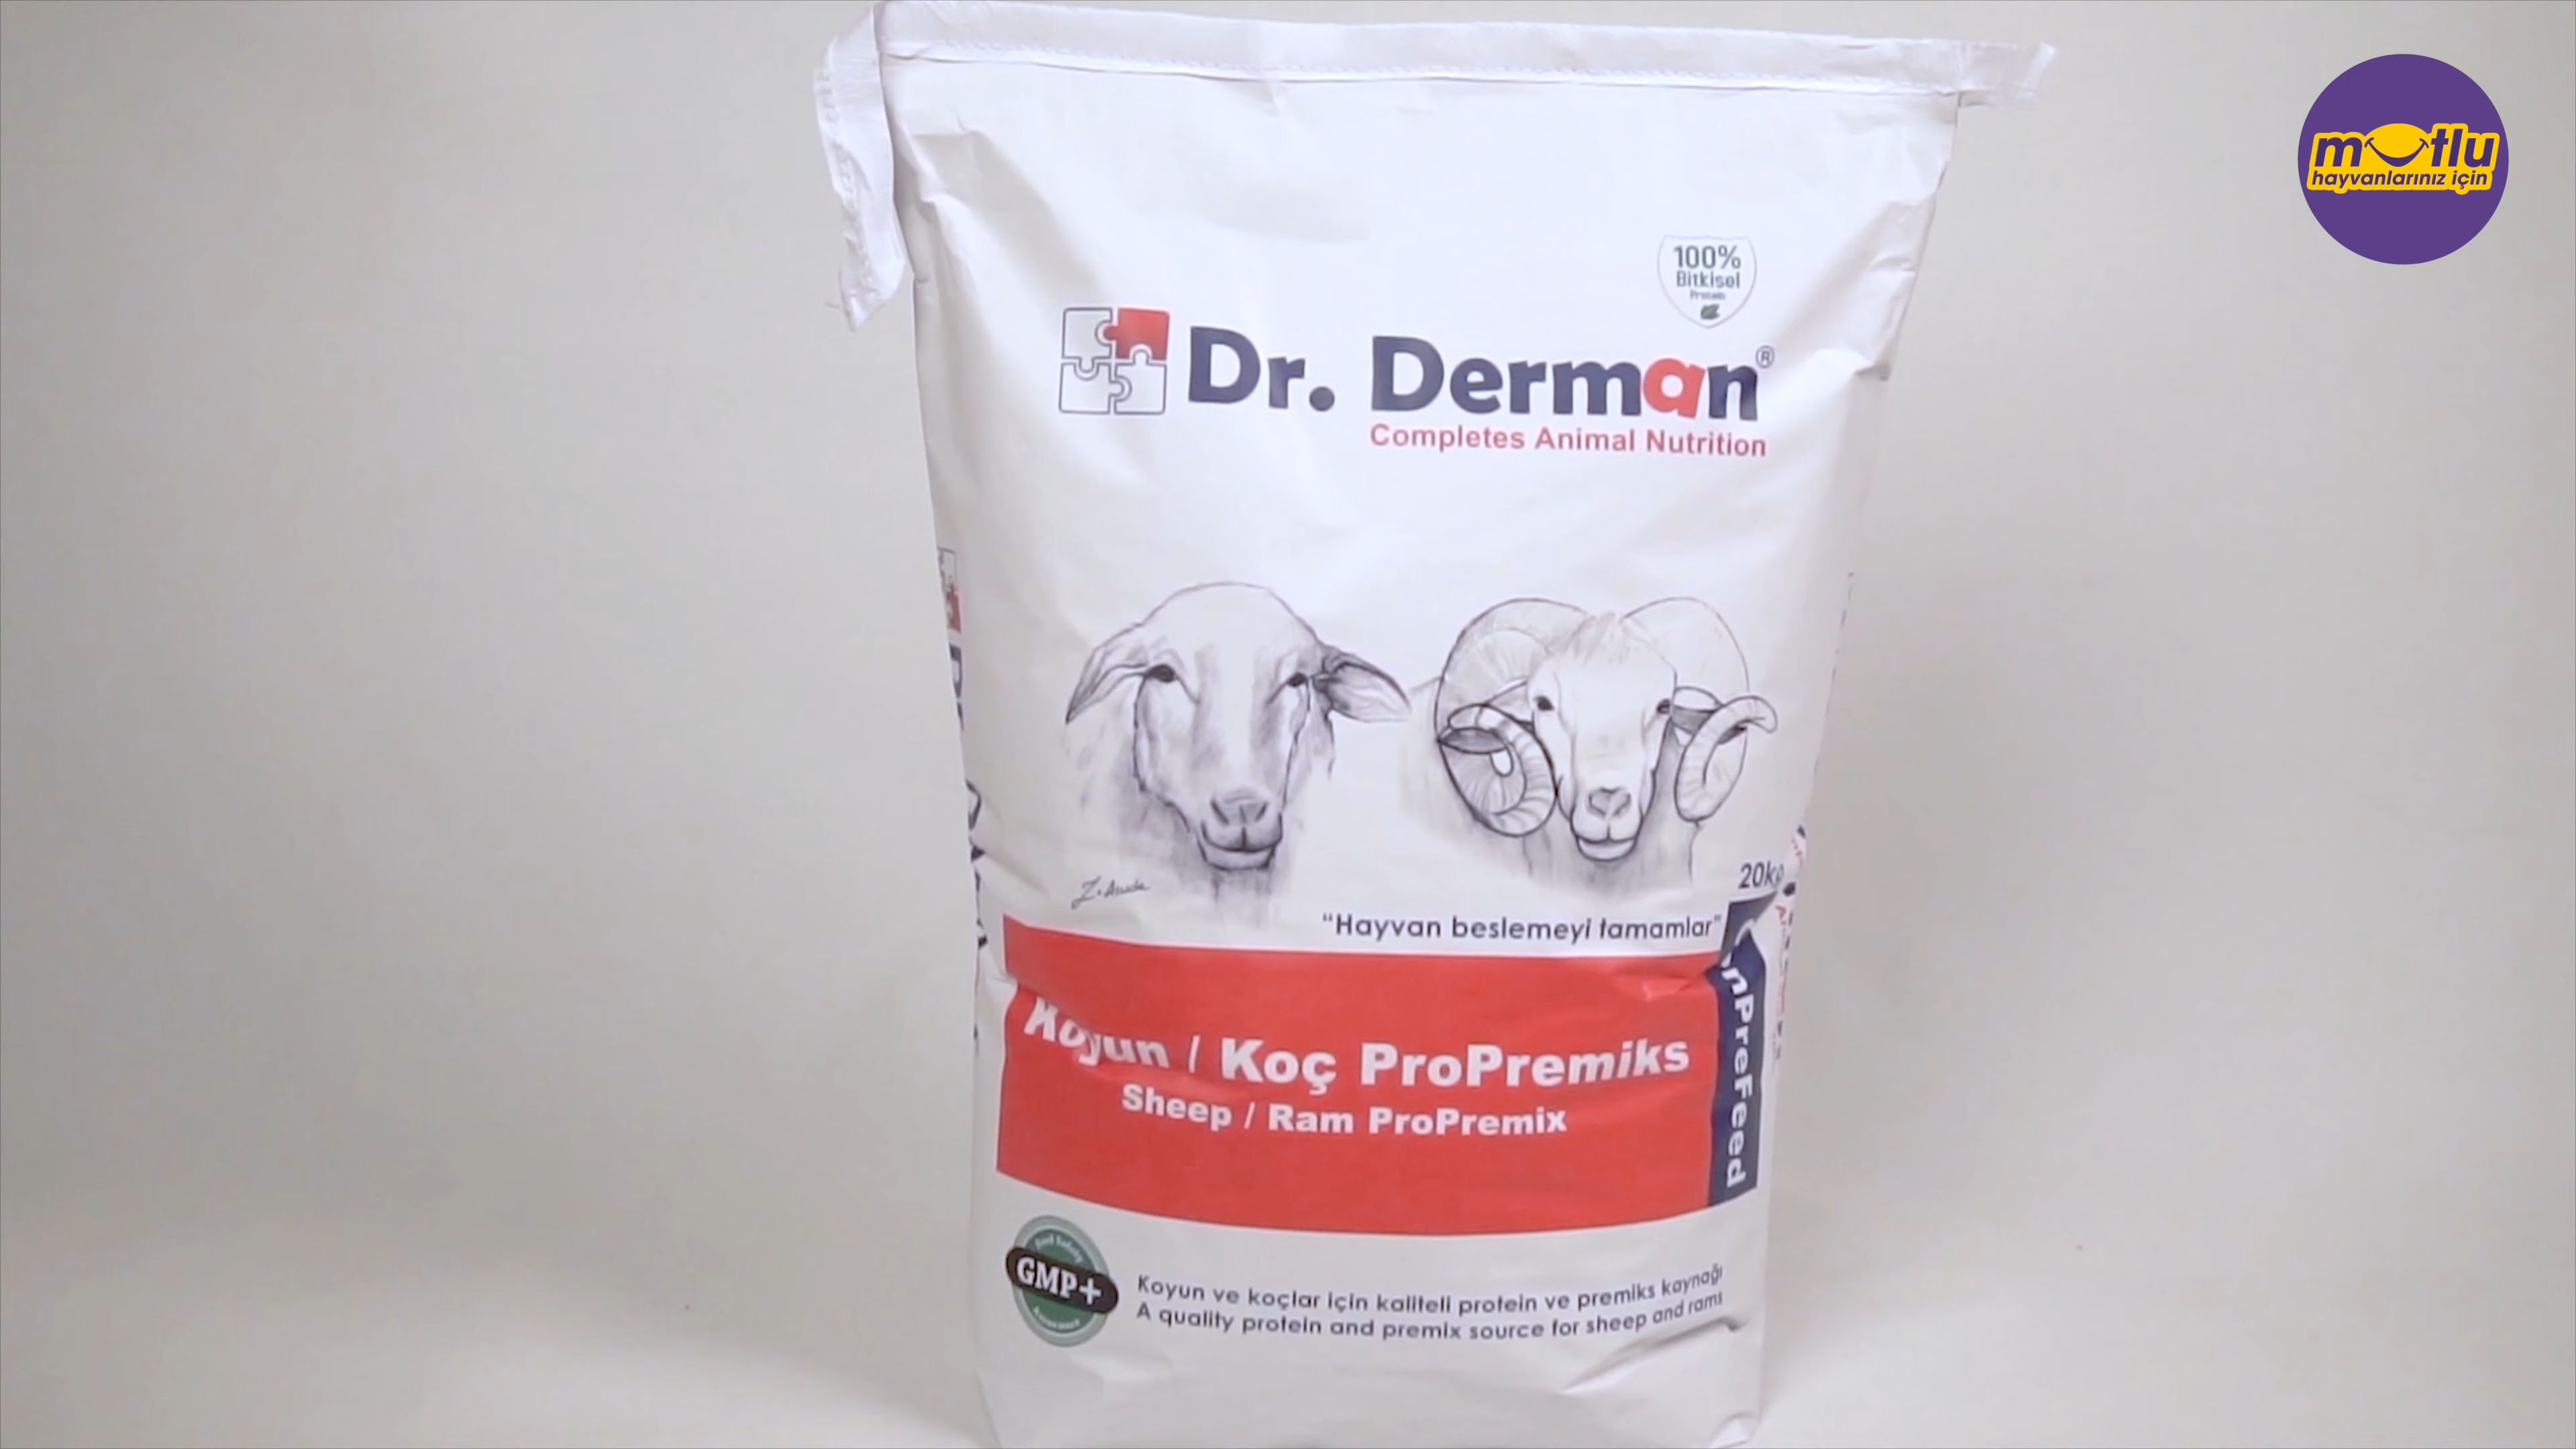 mutlu
hayvanlarınız için
100%
Bitkisel
Protein
Dr. Derman®
Completes Animal Nutrition
20kg
"Hayvan beslemeyi tamamlar"
Koyun / Koç ProPremiks
Sheep / Ram ProPremix
PreFeed
GMP+
Koyun ve koçlar için kaliteli protein ve premiks kaynağı
A quality protein and premix source for sheep and rams